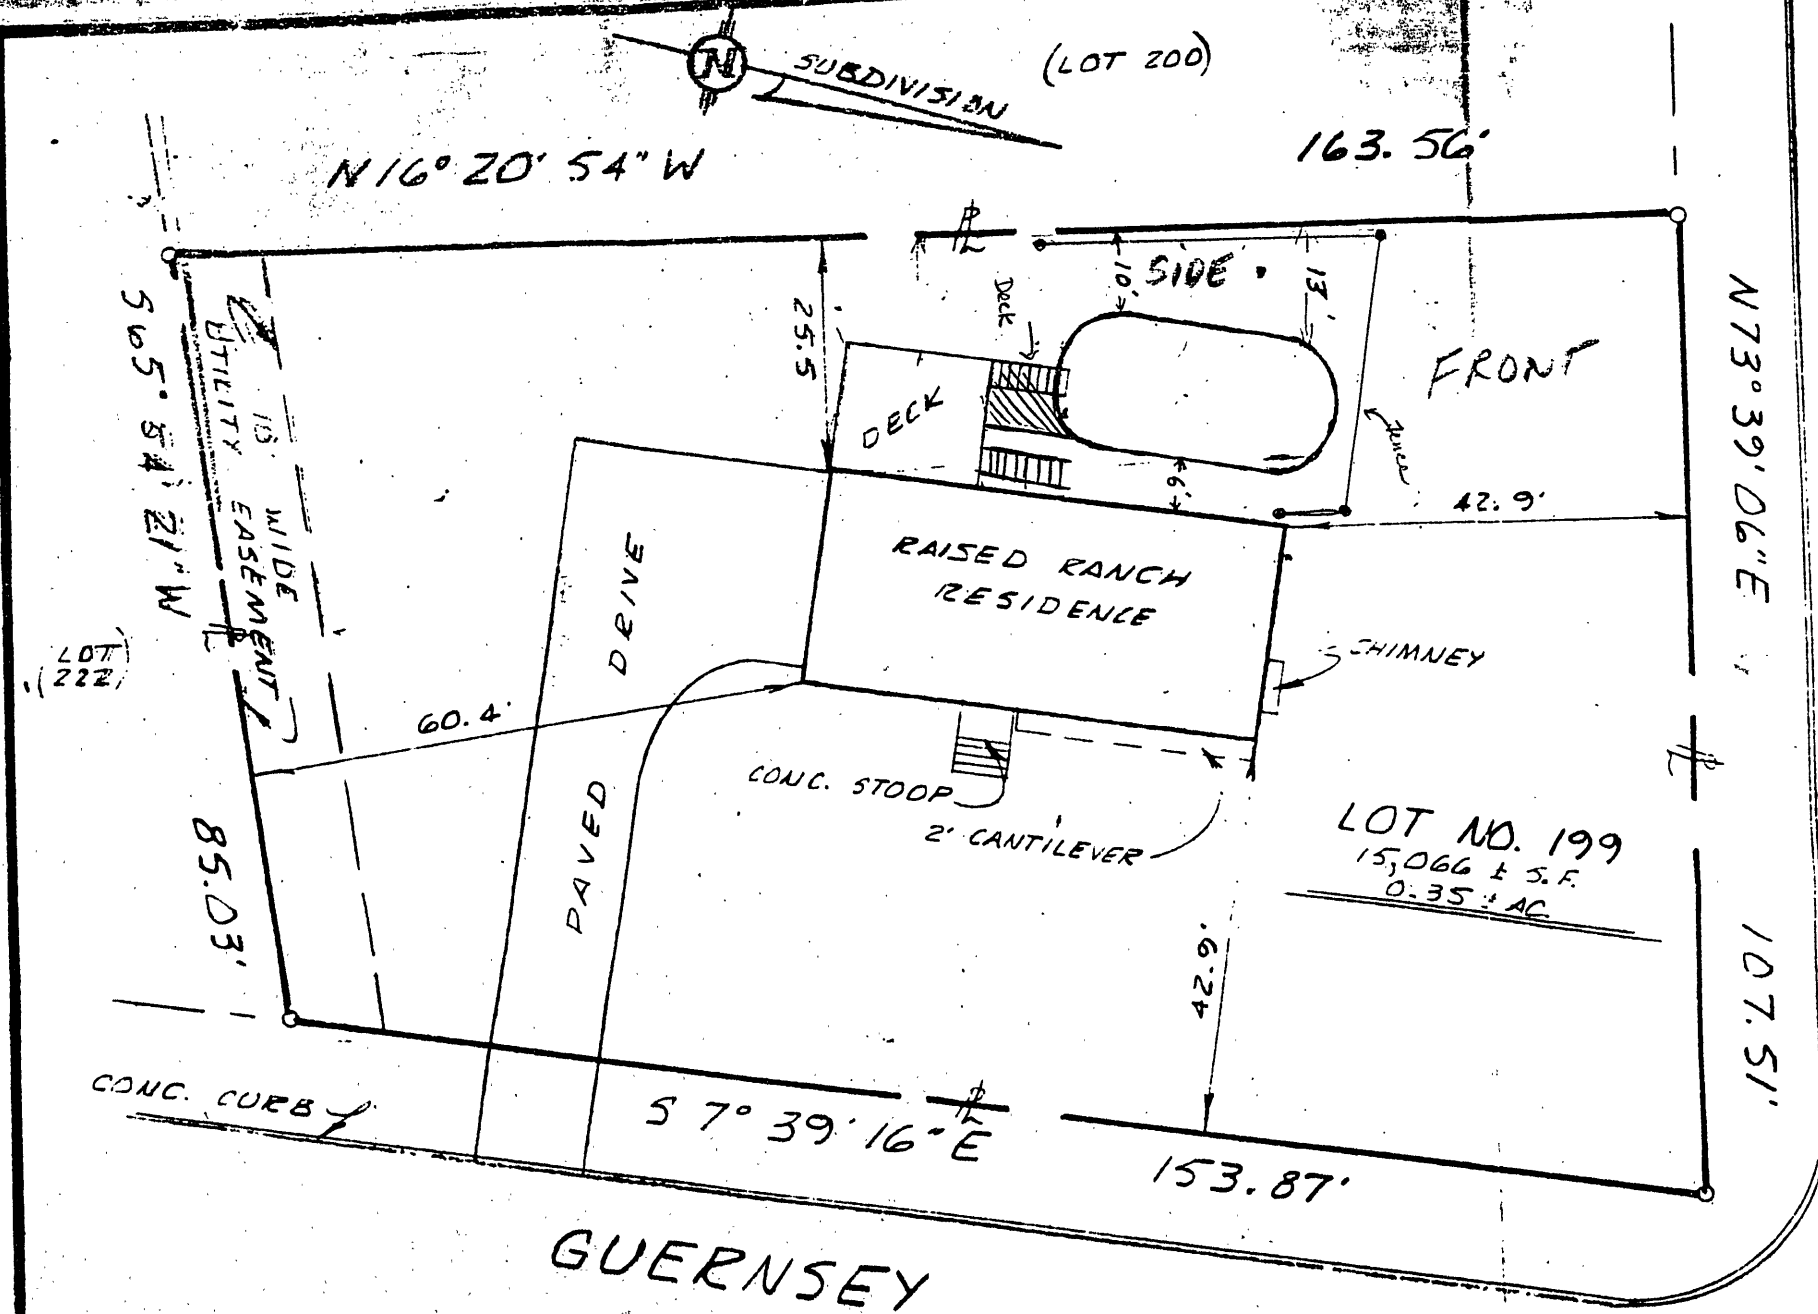 N
SUBDIVISION
(LOT 200)
N 16° 20' 54" W
163.56'
SIDE
10'
13'
Deck
25.5
DECK
FRONT
fence
6'
42.9'
N 73° 39' 06" E
107.51'
RAISED RANCH
RESIDENCE
CHIMNEY
UTILITY EASEMENT
WIDE
S 65° 54' 21" W
85.03'
(LOT
222)
60.4'
PAVED DRIVE
CONC. STOOP
2' CANTILEVER
LOT NO. 199
15,066 ± S.F.
0.35 ± AC.
42.9'
CONC. CURB
S 7° 39' 16" E
153.87'
GUERNSEY